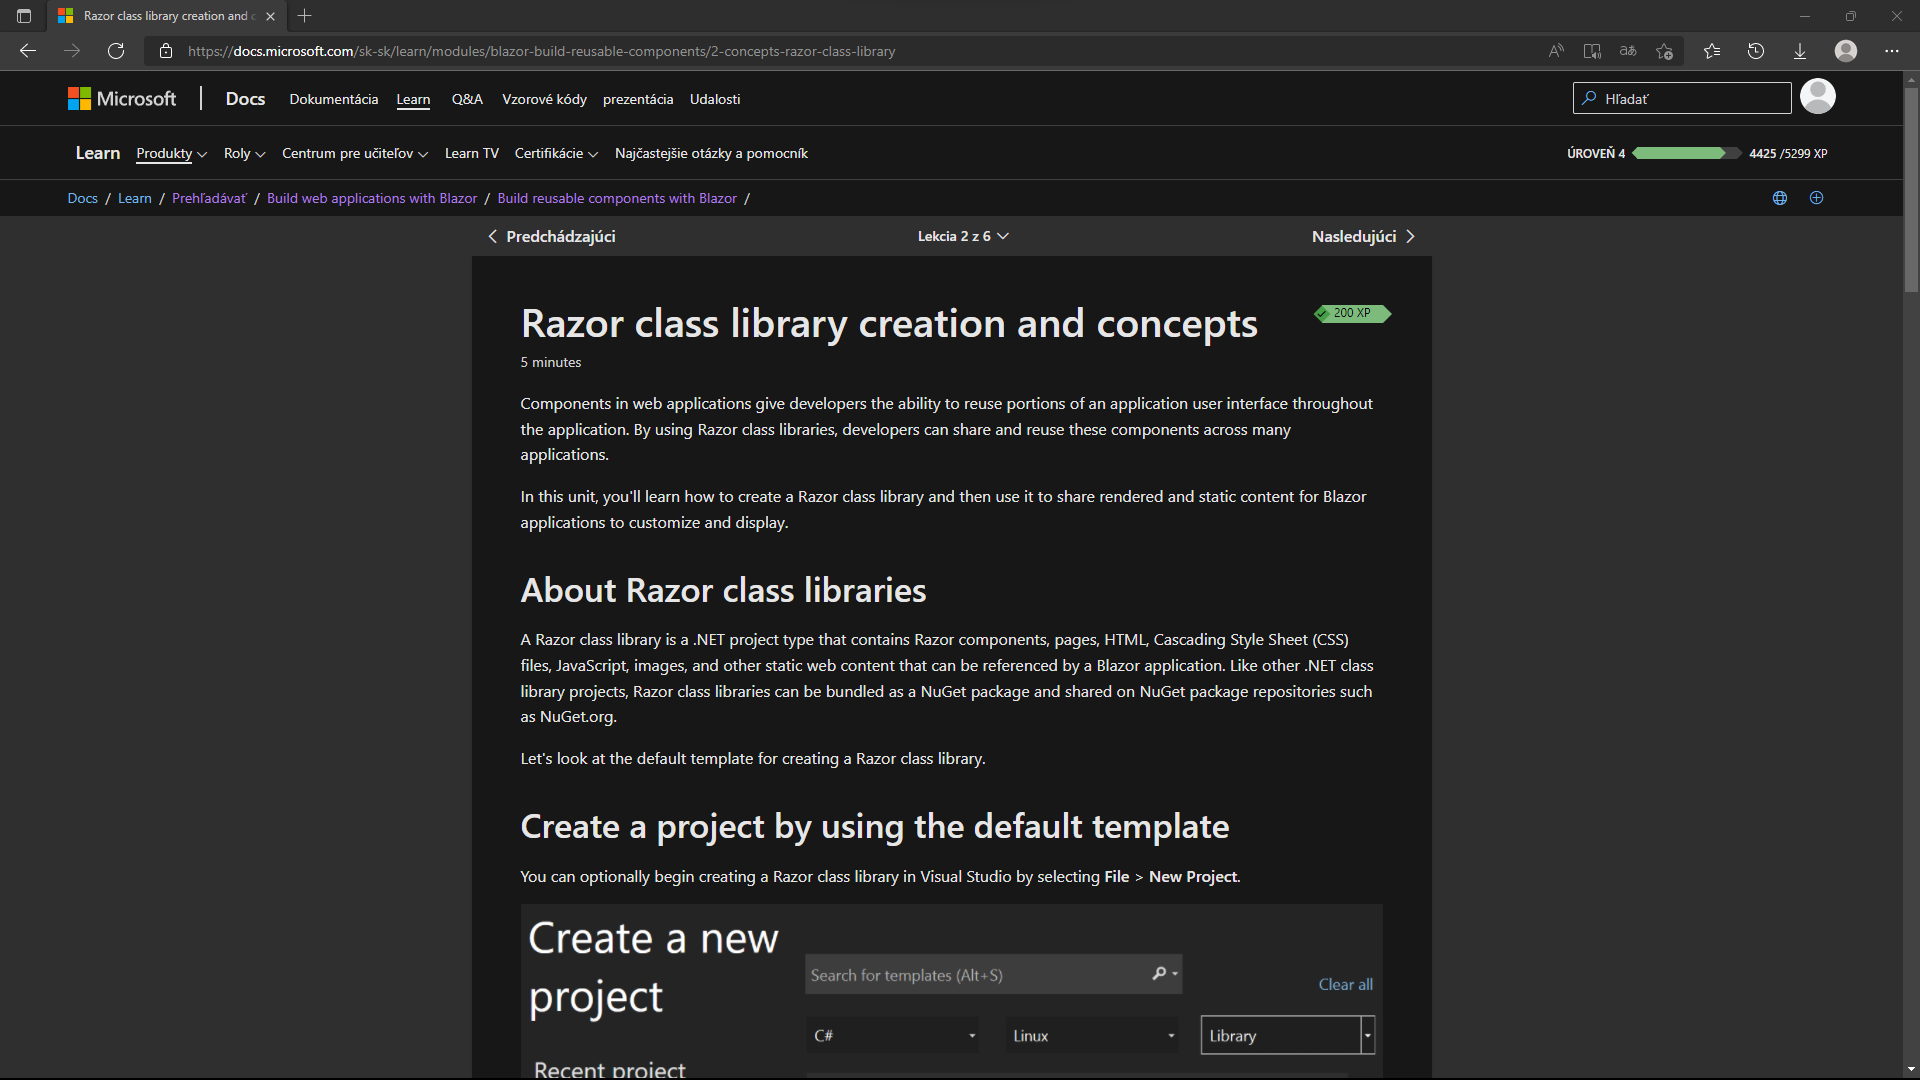 Razor class library creation and c
https://docs.microsoft.com/sk-sk/learn/modules/blazor-build-reusable-components/2-concepts-razor-class-library
Microsoft
Docs Dokumentácia Learn Q&A Vzorové kódy prezentácia Udalosti
Hľadať
Learn Produkty Roly Centrum pre učiteľov Learn TV Certifikácie Najčastejšie otázky a pomocník
ÚROVEŇ 4 4425 /5299 XP
Docs / Learn / Prehľadávať / Build web applications with Blazor / Build reusable components with Blazor /
Predchádzajúci
Lekcia 2 z 6
Nasledujúci
Razor class library creation and concepts
200 XP
5 minutes
Components in web applications give developers the ability to reuse portions of an application user interface throughout
the application. By using Razor class libraries, developers can share and reuse these components across many
applications.
In this unit, you'll learn how to create a Razor class library and then use it to share rendered and static content for Blazor
applications to customize and display.
About Razor class libraries
A Razor class library is a .NET project type that contains Razor components, pages, HTML, Cascading Style Sheet (CSS)
files, JavaScript, images, and other static web content that can be referenced by a Blazor application. Like other .NET class
library projects, Razor class libraries can be bundled as a NuGet package and shared on NuGet package repositories such
as NuGet.org.
Let's look at the default template for creating a Razor class library.
Create a project by using the default template
You can optionally begin creating a Razor class library in Visual Studio by selecting File > New Project.
Create a new
project
Search for templates (Alt+S)
Clear all
C#
Linux
Library
Recent project